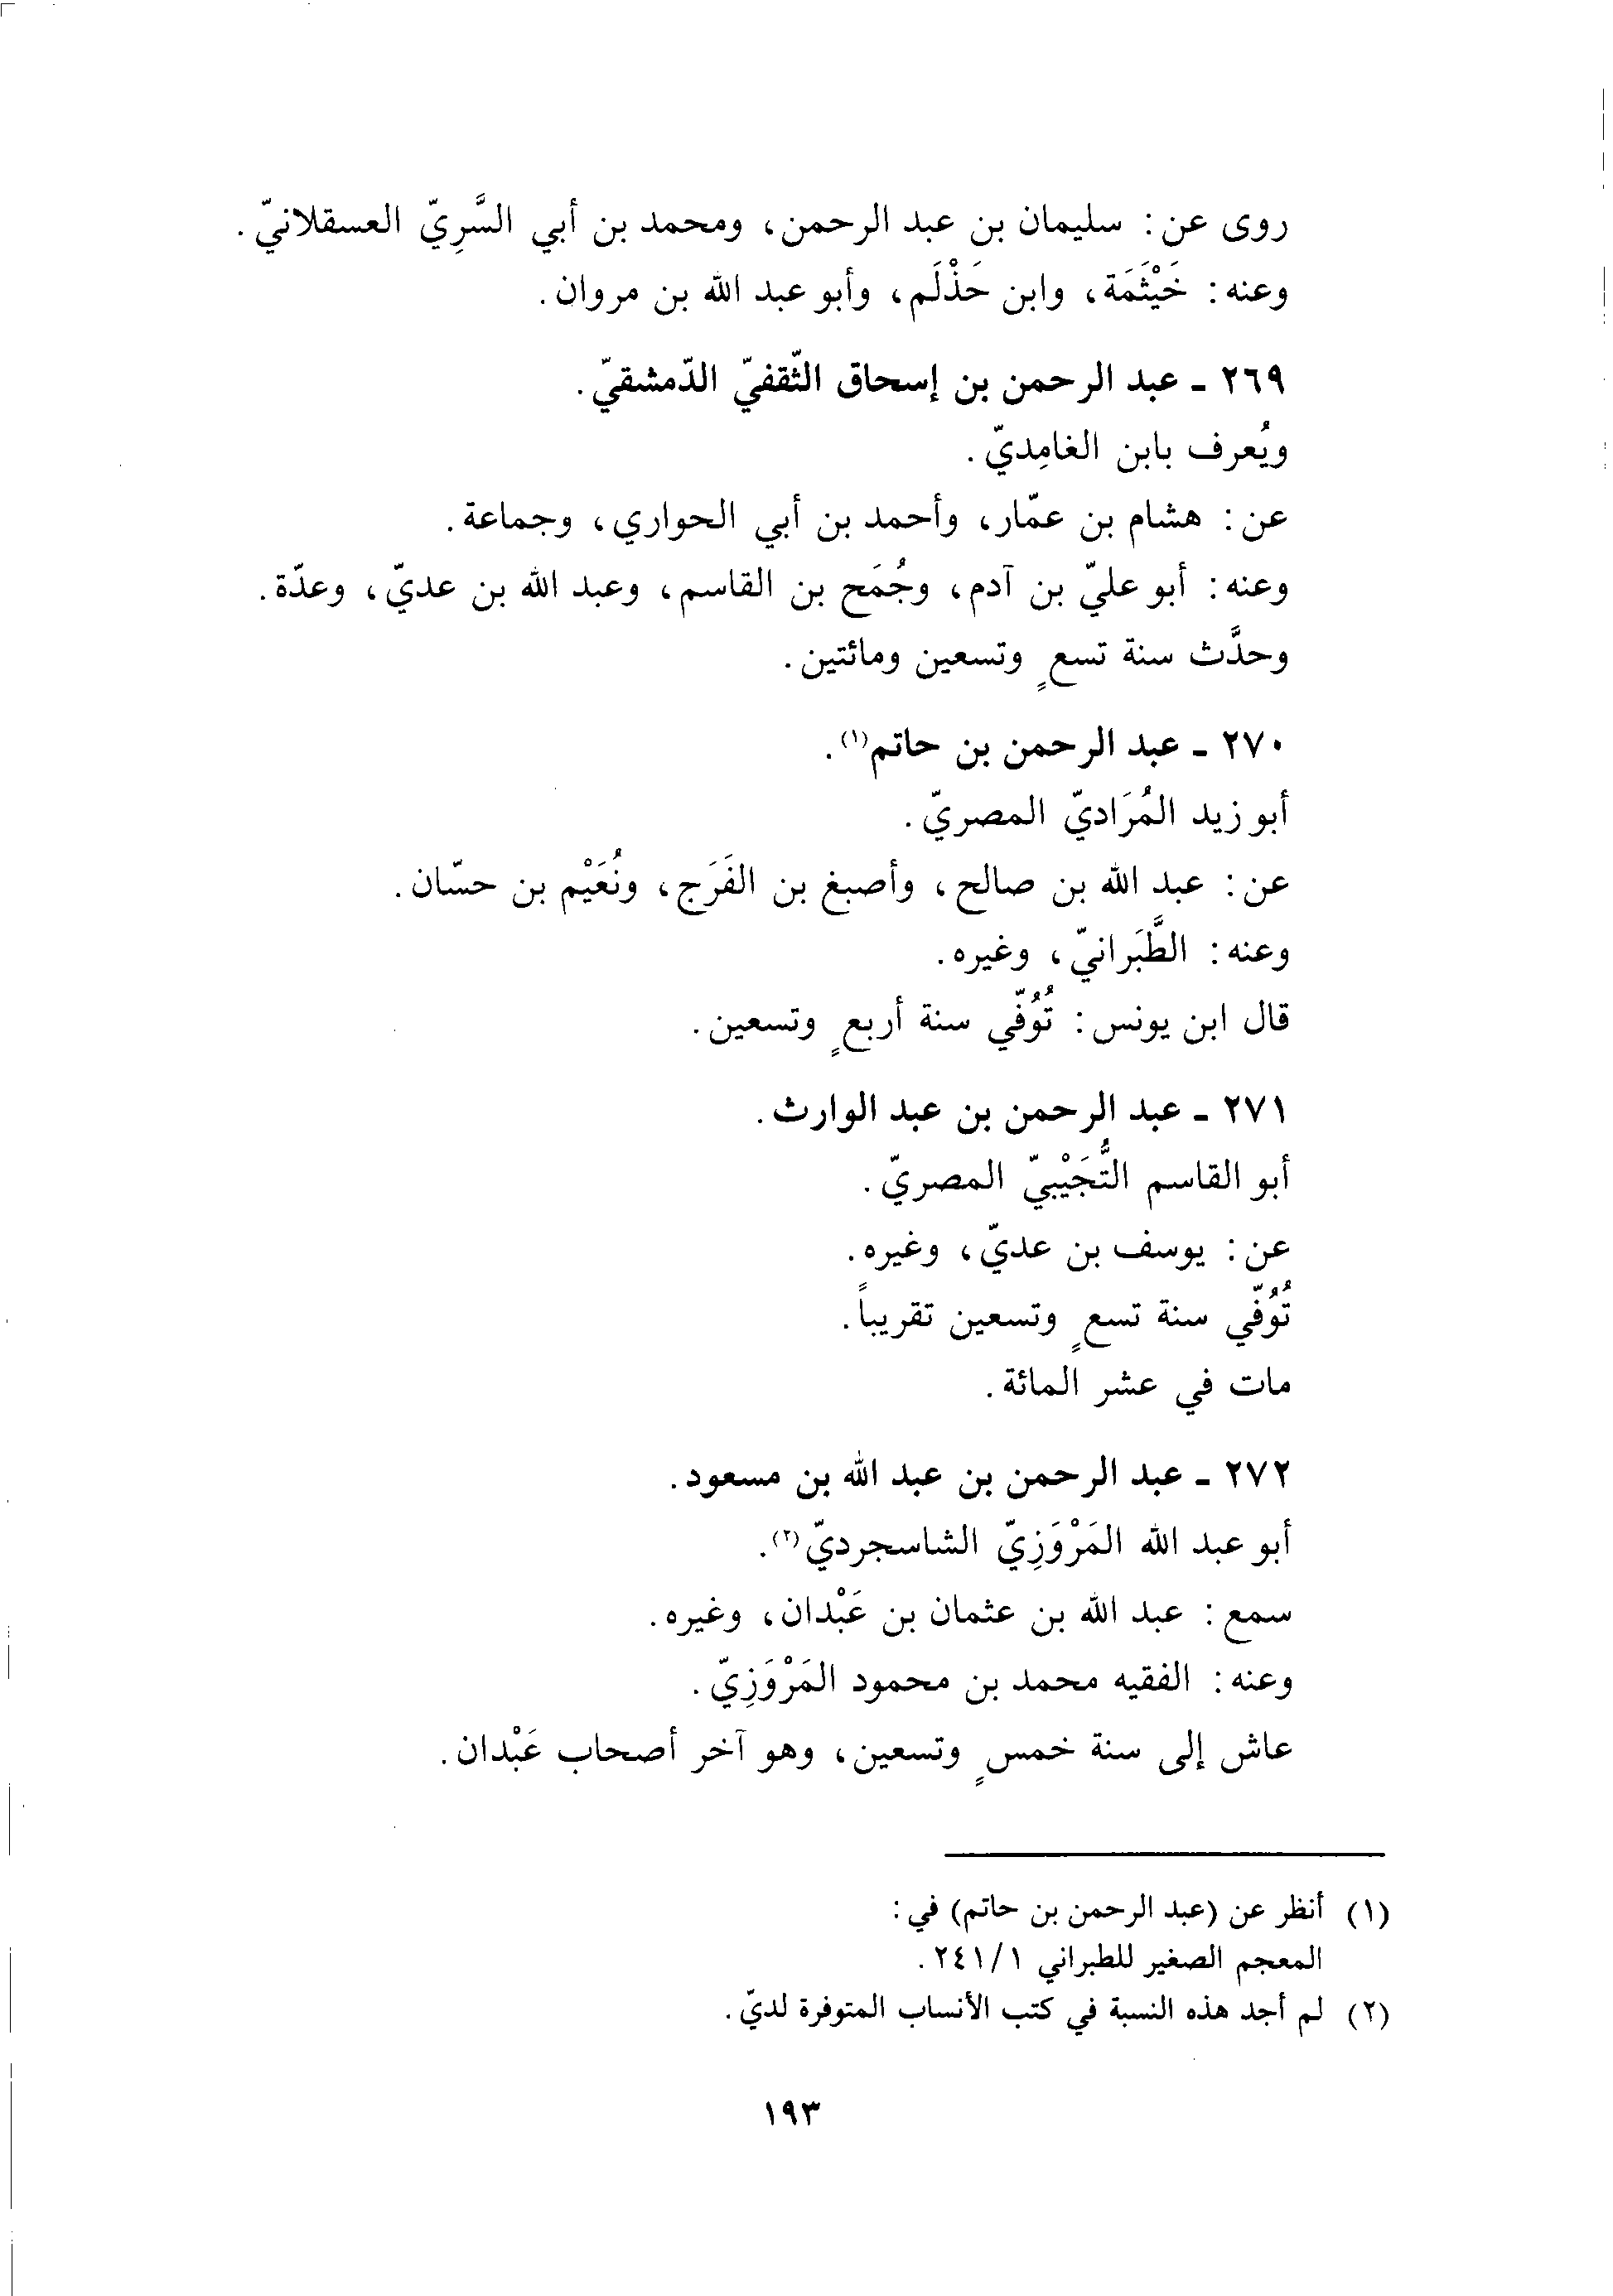 روى عن: سليمان بن عبد الرحمن، ومحمد بن أبي السَّرِيّ العسقلانيّ.
وعنه: خَيْثَمَة، وابن حَذْلَم، وأبو عبد الله بن مروان.
٢٦٩ ـ عبد الرحمن بن إسحاق الثّقفيّ الدّمشقيّ.
ويُعرف بابن الغامِديّ.
عن: هشام بن عمّار، وأحمد بن أبي الحواري، وجماعة.
وعنه: أبو عليّ بن آدم، وجُمَح بن القاسم، وعبد الله بن عديّ، وعدّة.
وحدَّث سنة تسعٍ وتسعين ومائتين.
٢٧٠ ـ عبد الرحمن بن حاتم(١).
أبو زيد المُرَاديّ المصريّ.
عن: عبد الله بن صالح، وأصبغ بن الفَرَج، ونُعَيْم بن حسّان.
وعنه: الطَّبَرانيّ، وغيره.
قال ابن يونس: تُوُفّي سنة أربعٍ وتسعين.
٢٧١ ـ عبد الرحمن بن عبد الوارث.
أبو القاسم التُّجَيْبيّ المصريّ.
عن: يوسف بن عديّ، وغيره.
تُوُفّي سنة تسعٍ وتسعين تقريباً.
مات في عشر المائة.
٢٧٢ ـ عبد الرحمن بن عبد الله بن مسعود.
أبو عبد الله المَرْوَزِيّ الشاسجرديّ(٢).
سمع: عبد الله بن عثمان بن عَبْدان، وغيره.
وعنه: الفقيه محمد بن محمود المَرْوَزِيّ.
عاش إلى سنة خمسٍ وتسعين، وهو آخر أصحاب عَبْدان.
(١) أنظر عن (عبد الرحمن بن حاتم) في:
المعجم الصغير للطبراني ٢٤١/١.
(٢) لم أجد هذه النسبة في كتب الأنساب المتوفرة لديّ.
١٩٣